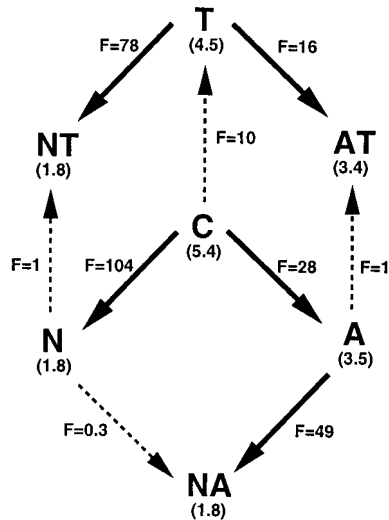 T
(4.5)
F=78
F=16
NT
(1.8)
F=10
AT
(3.4)
C
(5.4)
F=1
F=104
F=28
F=1
N
(1.8)
A
(3.5)
F=0.3
F=49
NA
(1.8)